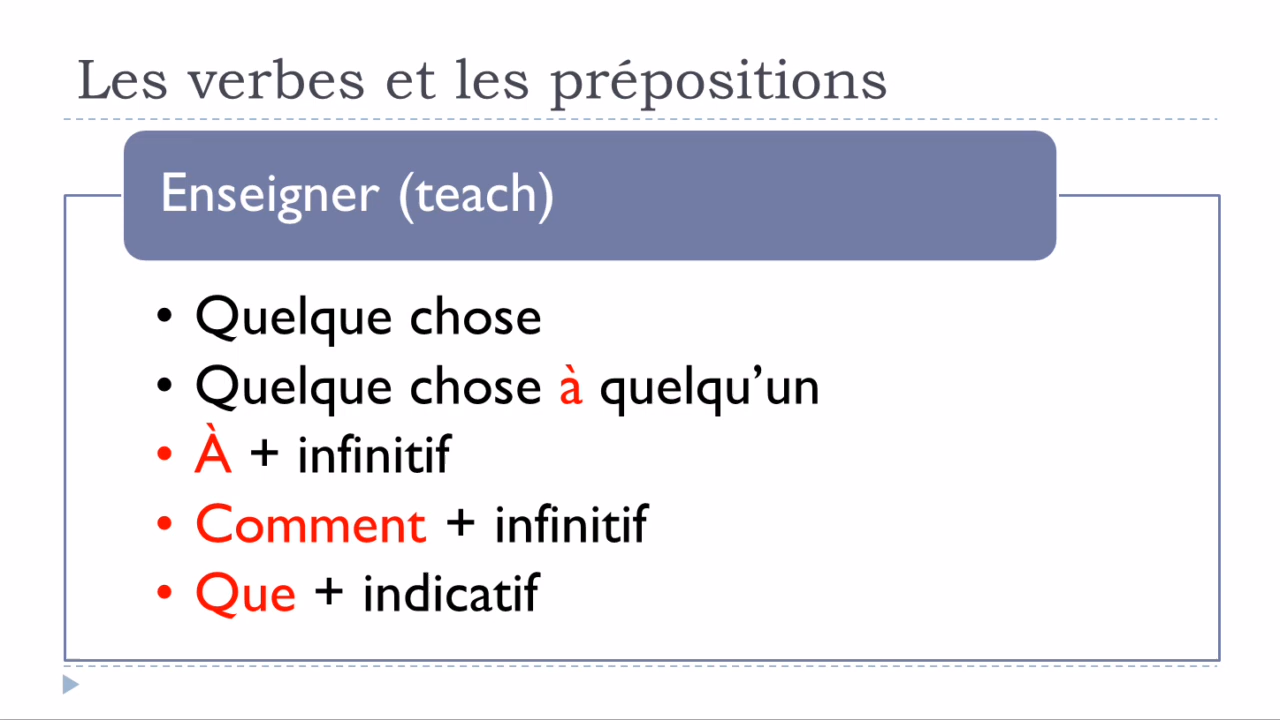 Les verbes et les prépositions
Enseigner (teach)
• Quelque chose
• Quelque chose à quelqu’un
• À + infinitif
• Comment + infinitif
• Que + indicatif